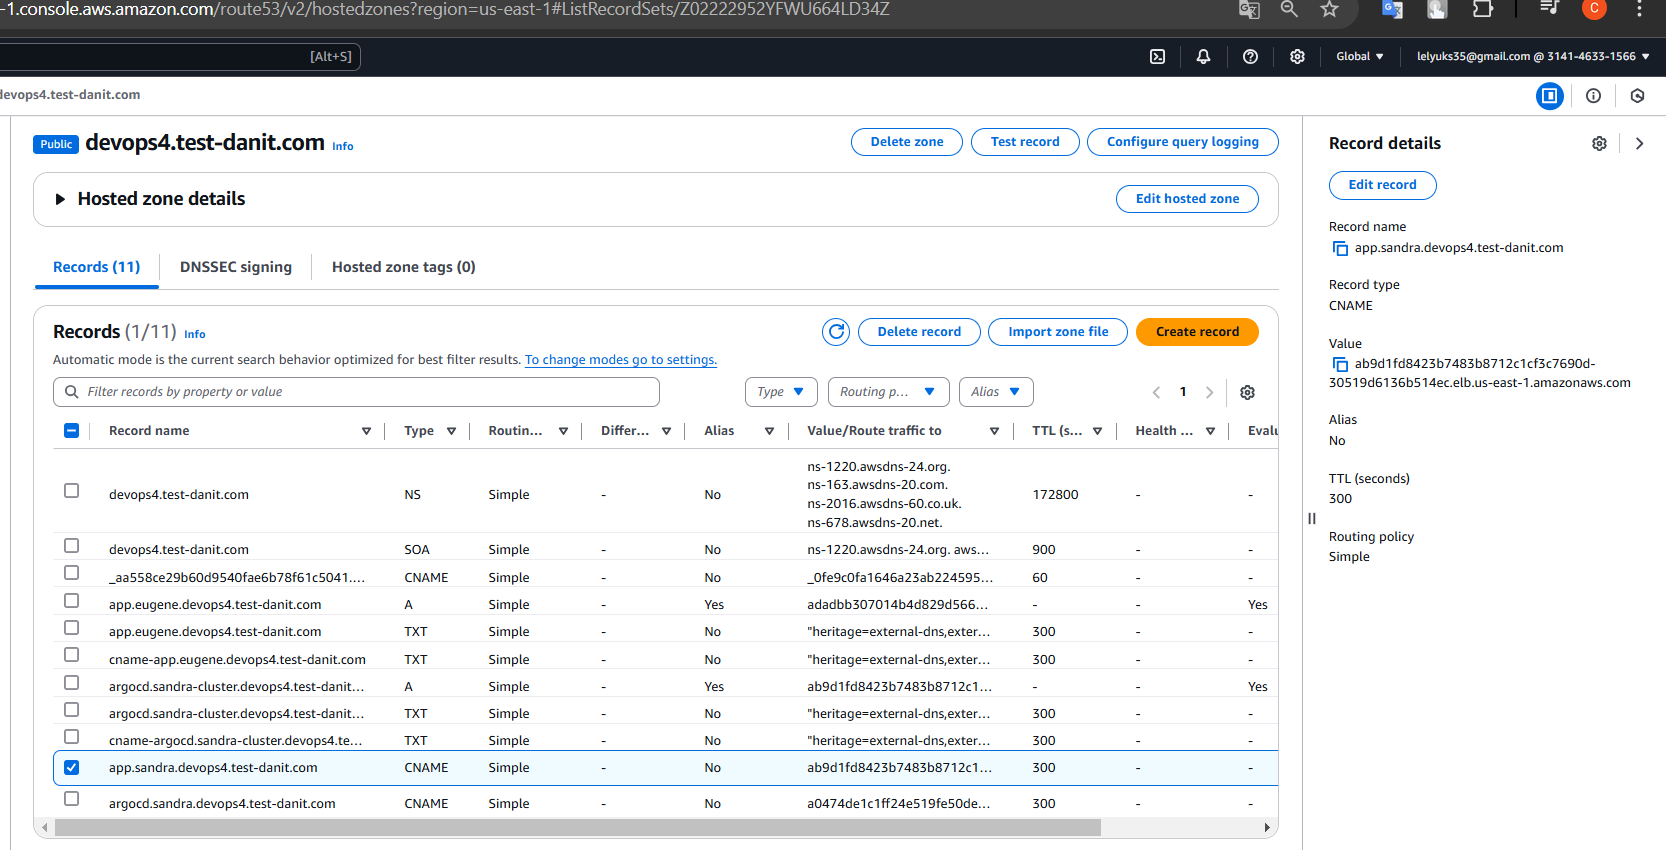 -1.console.aws.amazon.com/route53/v2/hostedzones?region=us-east-1#ListRecordSets/Z02222952YFWU664LD34Z
C
[Alt+S]
Global
lelyuks35@gmail.com @ 3141-4633-1566
devops4.test-danit.com
Public devops4.test-danit.com Info
Delete zone
Test record
Configure query logging
Hosted zone details
Edit hosted zone
Records (11)
DNSSEC signing
Hosted zone tags (0)
Records (1/11) Info
Delete record
Import zone file
Create record
Automatic mode is the current search behavior optimized for best filter results. To change modes go to settings.
Filter records by property or value
Type
Routing p...
Alias
1
Record name Type Routin... Differ... Alias Value/Route traffic to TTL (s... Health ... Evalu
devops4.test-danit.com NS Simple - No ns-1220.awsdns-24.org. 172800 - -
ns-163.awsdns-20.com.
ns-2016.awsdns-60.co.uk.
ns-678.awsdns-20.net.
devops4.test-danit.com SOA Simple - No ns-1220.awsdns-24.org. aws... 900 - -
_aa558ce29b60d9540fae6b78f61c5041.... CNAME Simple - No _0fe9c0fa1646a23ab224595... 60 - -
app.eugene.devops4.test-danit.com A Simple - Yes adadbb307014b4d829d566... - - Yes
app.eugene.devops4.test-danit.com TXT Simple - No "heritage=external-dns,exter... 300 - -
cname-app.eugene.devops4.test-danit.com TXT Simple - No "heritage=external-dns,exter... 300 - -
argocd.sandra-cluster.devops4.test-danit... A Simple - Yes ab9d1fd8423b7483b8712c1... - - Yes
argocd.sandra-cluster.devops4.test-danit... TXT Simple - No "heritage=external-dns,exter... 300 - -
cname-argocd.sandra-cluster.devops4.te... TXT Simple - No "heritage=external-dns,exter... 300 - -
app.sandra.devops4.test-danit.com CNAME Simple - No ab9d1fd8423b7483b8712c1... 300 - -
argocd.sandra.devops4.test-danit.com CNAME Simple - No a0474de1c1ff24e519fe50de... 300 - -
Record details
Edit record
Record name
app.sandra.devops4.test-danit.com
Record type
CNAME
Value
ab9d1fd8423b7483b8712c1cf3c7690d-
30519d6136b514ec.elb.us-east-1.amazonaws.com
Alias
No
TTL (seconds)
300
Routing policy
Simple